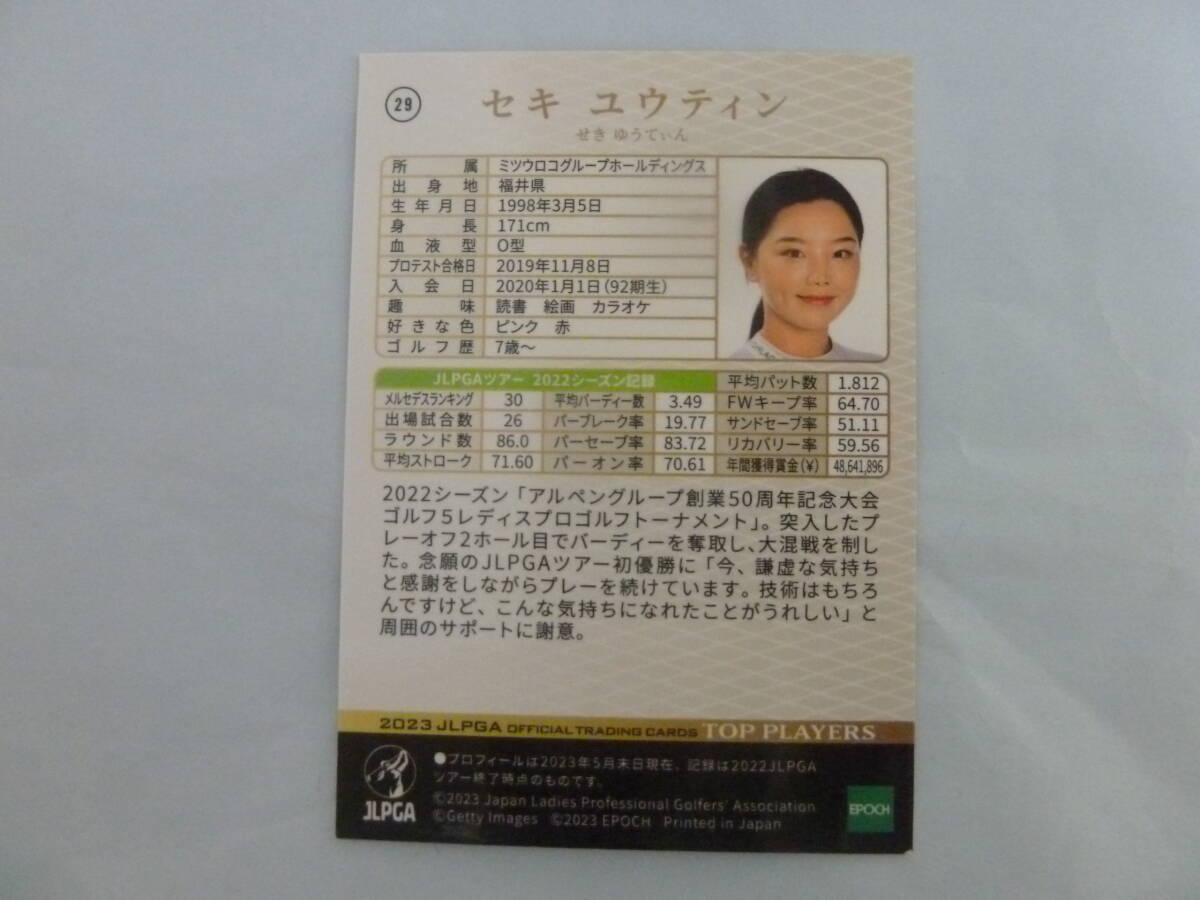 29
セキ ユウティン
せき ゆうてぃん
所属 ミツウロコグループホールディングス
出身地 福井県
生年月日 1998年3月5日
身長 171cm
血液型 O型
プロテスト合格日 2019年11月8日
入会日 2020年1月1日(92期生)
趣味 読書 絵画 カラオケ
好きな色 ピンク 赤
ゴルフ歴 7歳〜
JLPGAツアー 2022シーズン記録 平均パット数 1.812
メルセデスランキング 30 平均バーディー数 3.49 FWキープ率 64.70
出場試合数 26 パーブレーク率 19.77 サンドセーブ率 51.11
ラウンド数 86.0 パーセーブ率 83.72 リカバリー率 59.56
平均ストローク 71.60 パーオン率 70.61 年間獲得賞金(¥) 48,641,896
2022シーズン「アルペングループ創業50周年記念大会
ゴルフ5レディスプロゴルフトーナメント」。突入したプ
レーオフ2ホール目でバーディーを奪取し、大混戦を制し
た。念願のJLPGAツアー初優勝に「今、謙虚な気持ち
と感謝をしながらプレーを続けています。技術はもちろ
んですけど、こんな気持ちになれたことがうれしい」と
周囲のサポートに謝意。
2023 JLPGA OFFICIAL TRADING CARDS TOP PLAYERS
●プロフィールは2023年5月末日現在、記録は2022JLPGA
ツアー終了時点のものです。
©2023 Japan Ladies Professional Golfers' Association
©Getty Images ©2023 EPOCH Printed in Japan
JLPGA
EPOCH